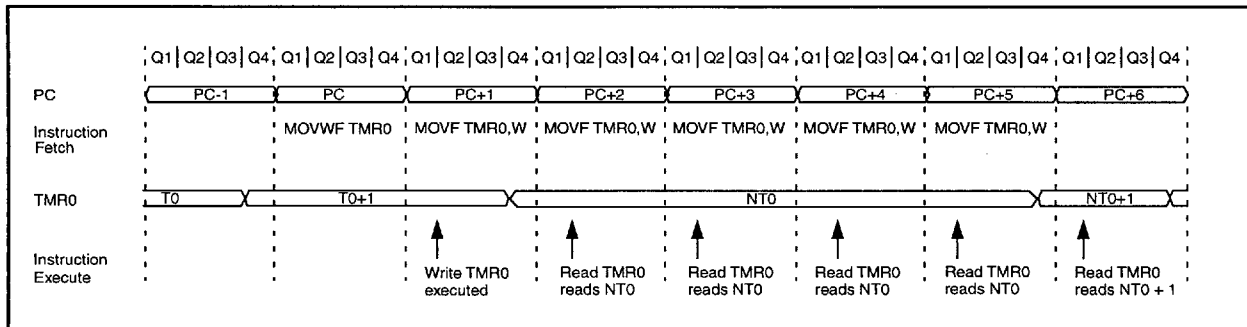 Q1 Q2 Q3 Q4 Q1 Q2 Q3 Q4 Q1 Q2 Q3 Q4 Q1 Q2 Q3 Q4 Q1 Q2 Q3 Q4 Q1 Q2 Q3 Q4 Q1 Q2 Q3 Q4 Q1 Q2 Q3 Q4
PC PC-1 PC PC+1 PC+2 PC+3 PC+4 PC+5 PC+6
Instruction MOVWF TMR0 MOVF TMR0,W MOVF TMR0,W MOVF TMR0,W MOVF TMR0,W MOVF TMR0,W
Fetch
TMR0 T0 T0+1 NT0 NT0+1
Instruction Write TMR0 Read TMR0 Read TMR0 Read TMR0 Read TMR0 Read TMR0
Execute executed reads NT0 reads NT0 reads NT0 reads NT0 reads NT0 + 1